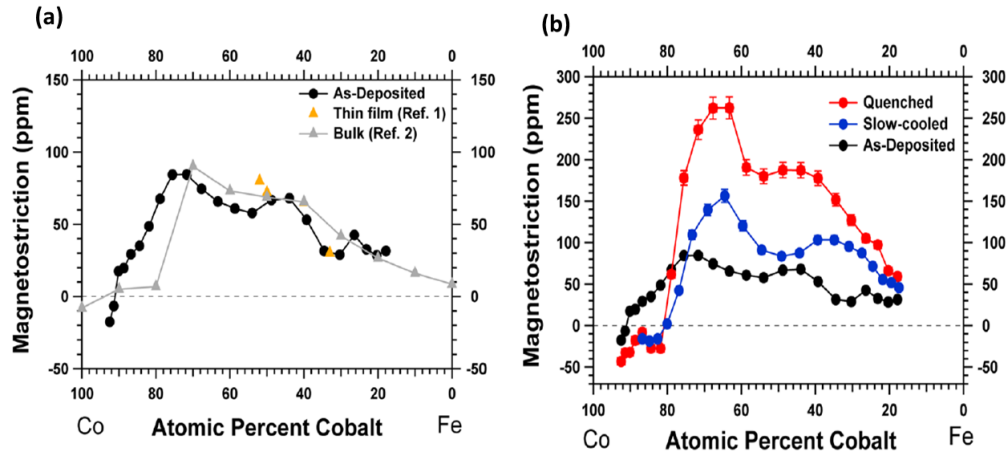 (a)
100 80 60 40 20 0
150 150
100 100
50 50
0 0
-50 -50
Magnetostriction (ppm)
As-Deposited
Thin film (Ref. 1)
Bulk (Ref. 2)
100 80 60 40 20 0
Co Atomic Percent Cobalt Fe
(b)
100 80 60 40 20 0
300 300
250 250
200 200
150 150
100 100
50 50
0 0
-50 -50
Magnetostriction (ppm)
Quenched
Slow-cooled
As-Deposited
100 80 60 40 20 0
Co Atomic Percent Cobalt Fe